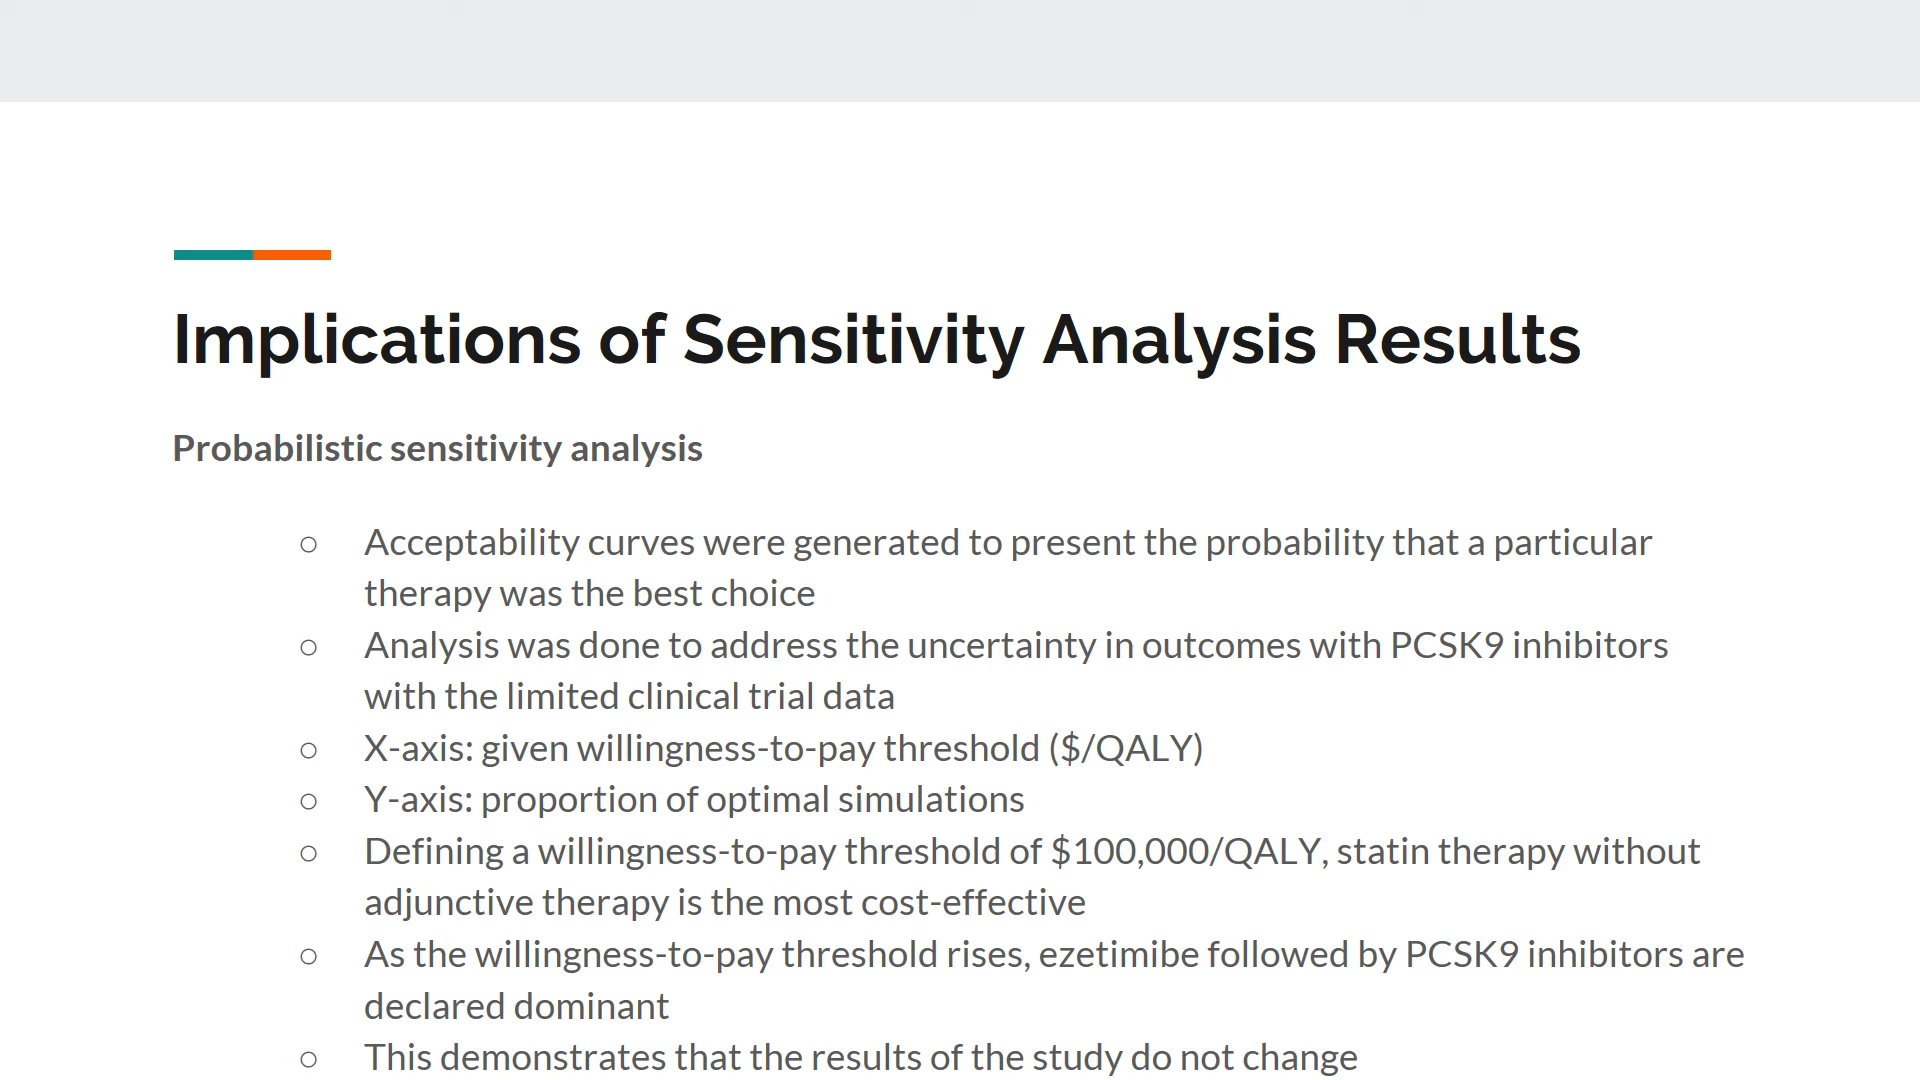 Implications of Sensitivity Analysis Results
Probabilistic sensitivity analysis
○ Acceptability curves were generated to present the probability that a particular
therapy was the best choice
○ Analysis was done to address the uncertainty in outcomes with PCSK9 inhibitors
with the limited clinical trial data
○ X-axis: given willingness-to-pay threshold ($/QALY)
○ Y-axis: proportion of optimal simulations
○ Defining a willingness-to-pay threshold of $100,000/QALY, statin therapy without
adjunctive therapy is the most cost-effective
○ As the willingness-to-pay threshold rises, ezetimibe followed by PCSK9 inhibitors are
declared dominant
○ This demonstrates that the results of the study do not change